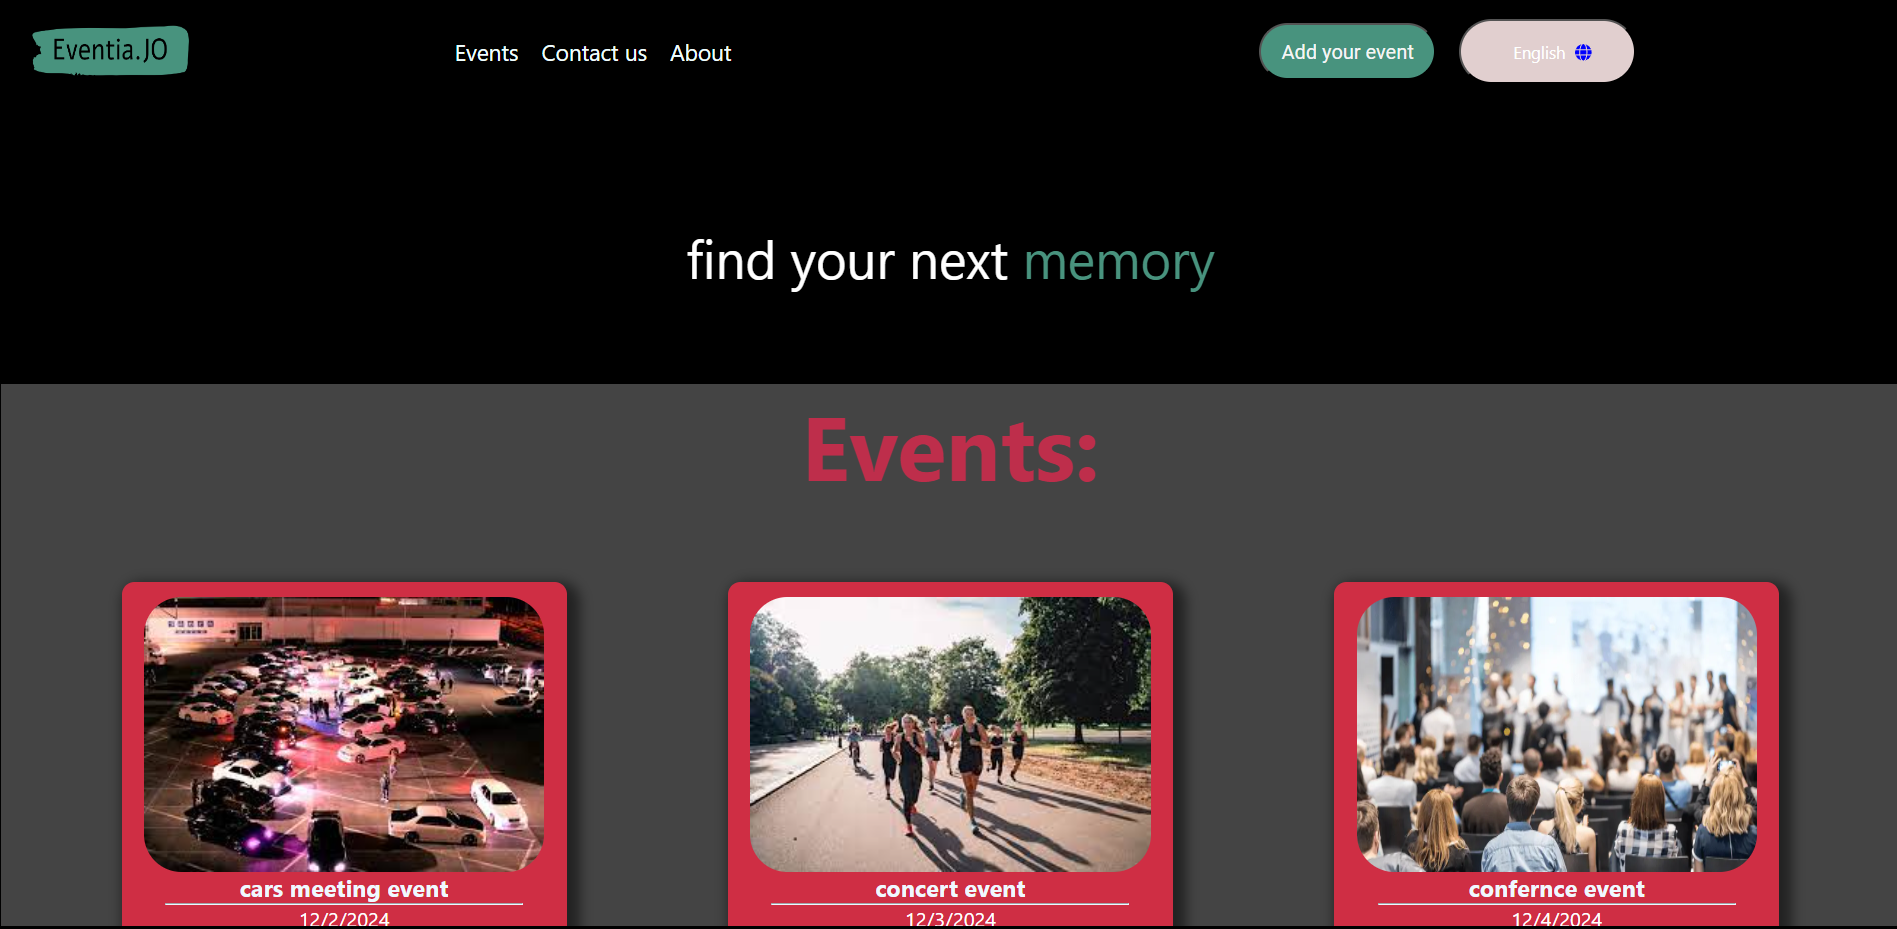 Eventia.JO
Events Contact us About
Add your event
English
find your next memory
Events:
cars meeting event
12/2/2024
concert event
12/3/2024
confernce event
12/4/2024